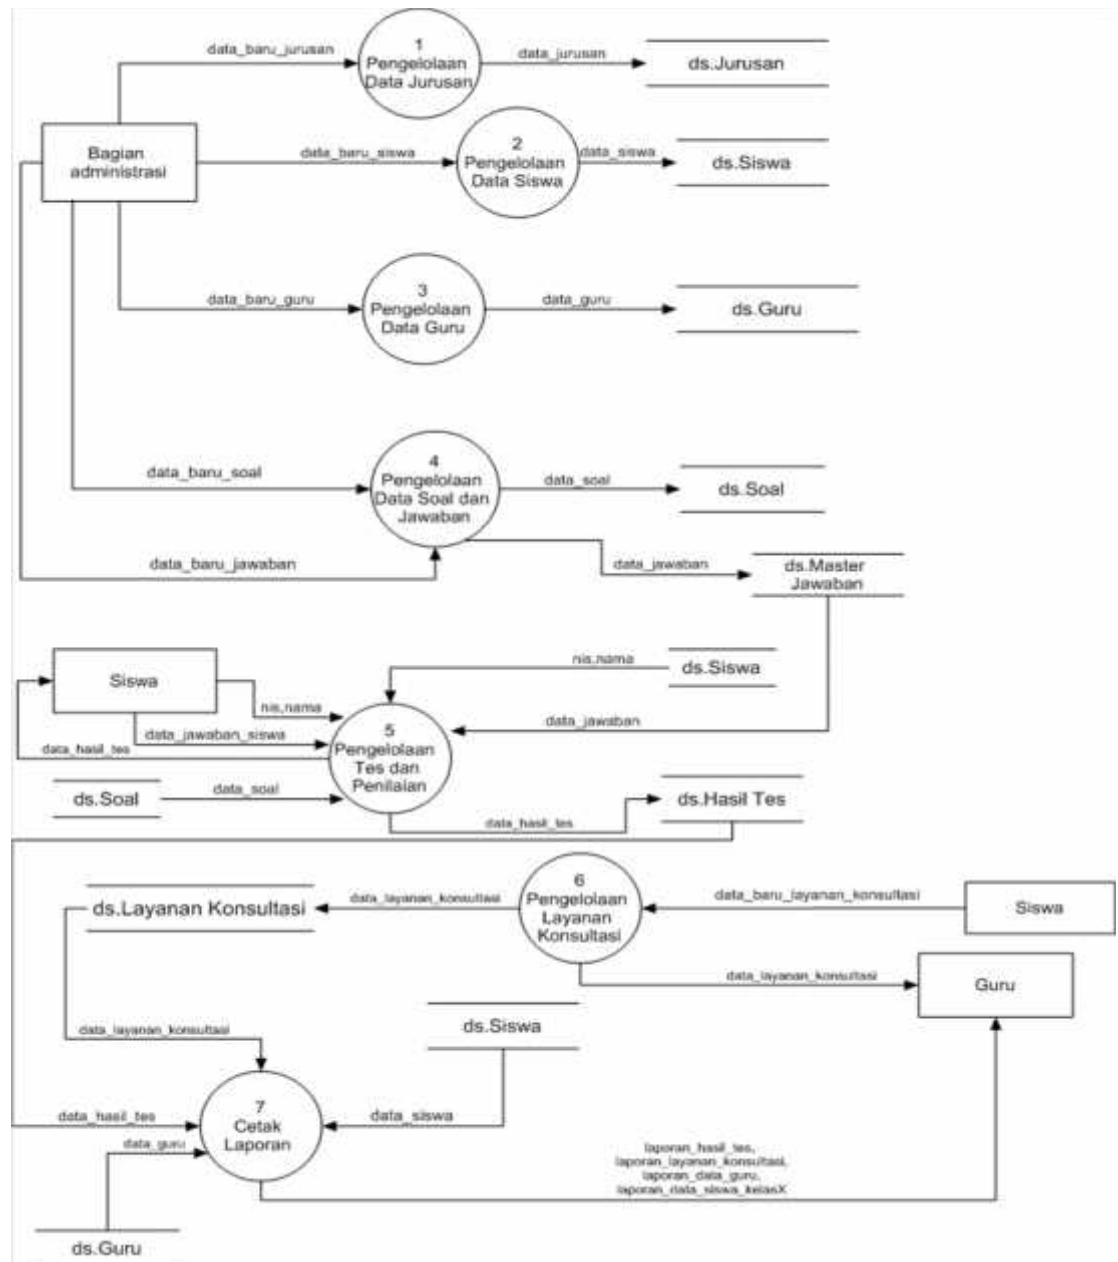 data_baru_jurusan
1
Pengelolaan
Data Jurusan
data_jurusan
ds.Jurusan
Bagian
administrasi
data_baru_siswa
2
Pengelolaan
Data Siswa
data_siswa
ds.Siswa
data_baru_guru
3
Pengelolaan
Data Guru
data_guru
ds.Guru
data_baru_soal
4
Pengelolaan
Data Soal dan
Jawaban
data_soal
ds.Soal
data_baru_jawaban
data_jawaban
ds.Master
Jawaban
Siswa
nis,nama
data_jawaban_siswa
data_hasil_tes
nis,nama
ds.Siswa
data_jawaban
5
Pengelolaan
Tes dan
Penilaian
ds.Soal
data_soal
data_hasil_tes
ds.Hasil Tes
ds.Layanan Konsultasi
data_layanan_konsultasi
6
Pengelolaan
Layanan
Konsultasi
data_baru_layanan_konsultasi
Siswa
data_layanan_konsultasi
Guru
data_layanan_konsultasi
ds.Siswa
data_hasil_tes
7
Cetak
Laporan
data_siswa
data_guru
laporan_hasil_tes,
laporan_layanan_konsultasi,
laporan_data_guru,
laporan_data_siswa_kelasX
ds.Guru